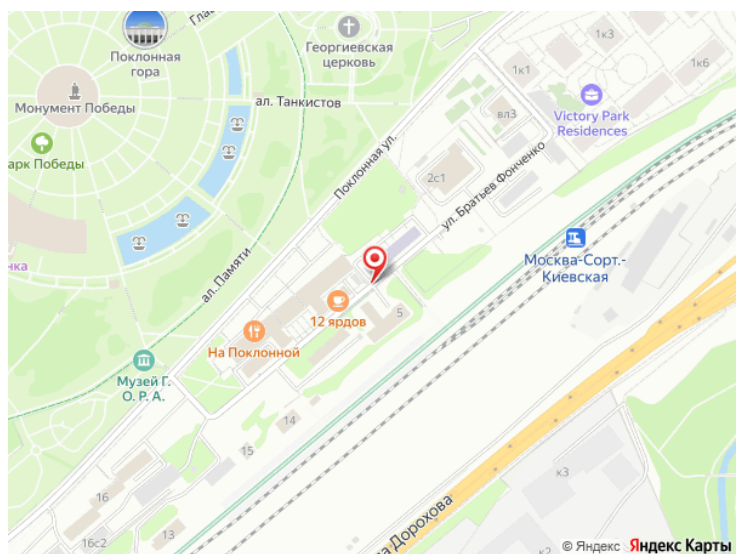 Поклонная
гора
Георгиевская
церковь
1к3
1к1
1к6
Монумент Победы
ал. Танкистов
Victory Park
Residences
вл3
арк Победы
Поклонная ул.
2с1
ул. Братьев Фонченко
нка
ал. Памяти
Москва-Сорт.-
Киевская
12 ярдов
5
На Поклонной
Музей Г.
О. Р. А.
14
15
16
к3
13
16с2
а Дорохова
к2
© Яндекс Яндекс Карты